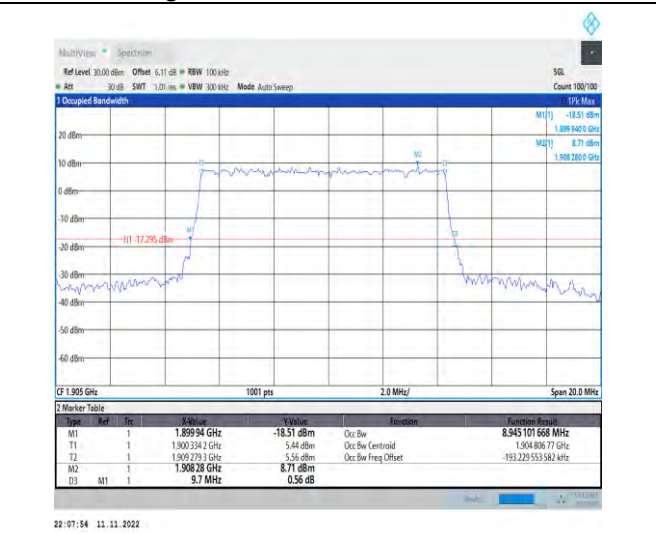 MultiView Spectrum
Ref Level 30.00 dBm Offset 6.11 dB RBW 100 kHz SGL
Att 30 dB SWT 1.01 ms VBW 300 kHz Mode Auto Sweep Count 100/100
1 Occupied Bandwidth 1Pk Max
M1[1] -18.51 dBm
1.899 940 0 GHz
M2[1] 8.71 dBm
1.908 280 0 GHz
20 dBm
M2
10 dBm
T1
0 dBm
-10 dBm
M1
H1 -17.295 dBm
D3
-20 dBm
-30 dBm
-40 dBm
-50 dBm
-60 dBm
CF 1.905 GHz 1001 pts 2.0 MHz/ Span 20.0 MHz
2 Marker Table
Type Ref Trc X-Value Y-Value Function Function Result
M1 1 1.899 94 GHz -18.51 dBm Occ Bw 8.945 101 668 MHz
T1 1 1.900 334 2 GHz 5.44 dBm Occ Bw Centroid 1.904 806 77 GHz
T2 1 1.909 279 3 GHz 5.56 dBm Occ Bw Freq Offset -193.229 553 582 kHz
M2 1 1.908 28 GHz 8.71 dBm
D3 M1 1 9.7 MHz 0.56 dB
22:07:54 11.11.2022